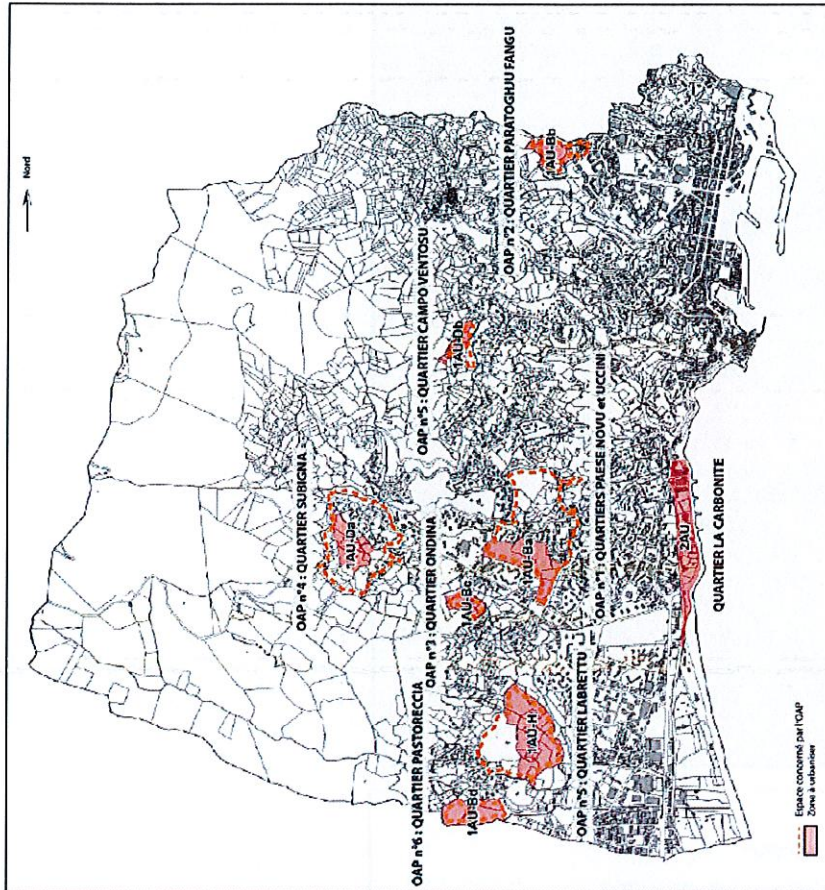 Nord
OAP n°4 : QUARTIER SUBIGNA
1AU-Da
OAP n°5 : QUARTIER CAMPO VENTOSU
1AU-Db
OAP n°2 : QUARTIER PARATOGHJU FANGU
1AU-Bb
OAP n°6 : QUARTIER PASTORECCIA
1AU-Bd
OAP n°3 : QUARTIER ONDINA
1AU-Bc
1AU-Ba
OAP n°1 : QUARTIERS PAESE NOVU et UCCINI
1AU-H
OAP n°5 : QUARTIER LABRETTU
2AU
QUARTIER LA CARBONITE
Espace concerné par l'OAP
Zone à urbaniser